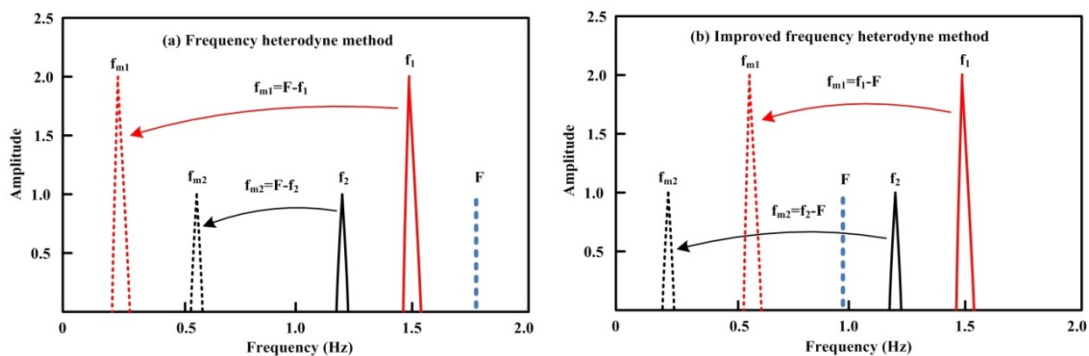 (a) Frequency heterodyne method
2.5
2.0
1.5
1.0
0.5
Amplitude
fm1
f1
fm1=F-f1
fm2
f2
F
fm2=F-f2
0
0.5
1.0
1.5
2.0
Frequency (Hz)
(b) Improved frequency heterodyne method
2.5
2.0
1.5
1.0
0.5
Amplitude
fm1
f1
fm1=f1-F
fm2
F
f2
fm2=f2-F
0
0.5
1.0
1.5
2.0
Frequency (Hz)